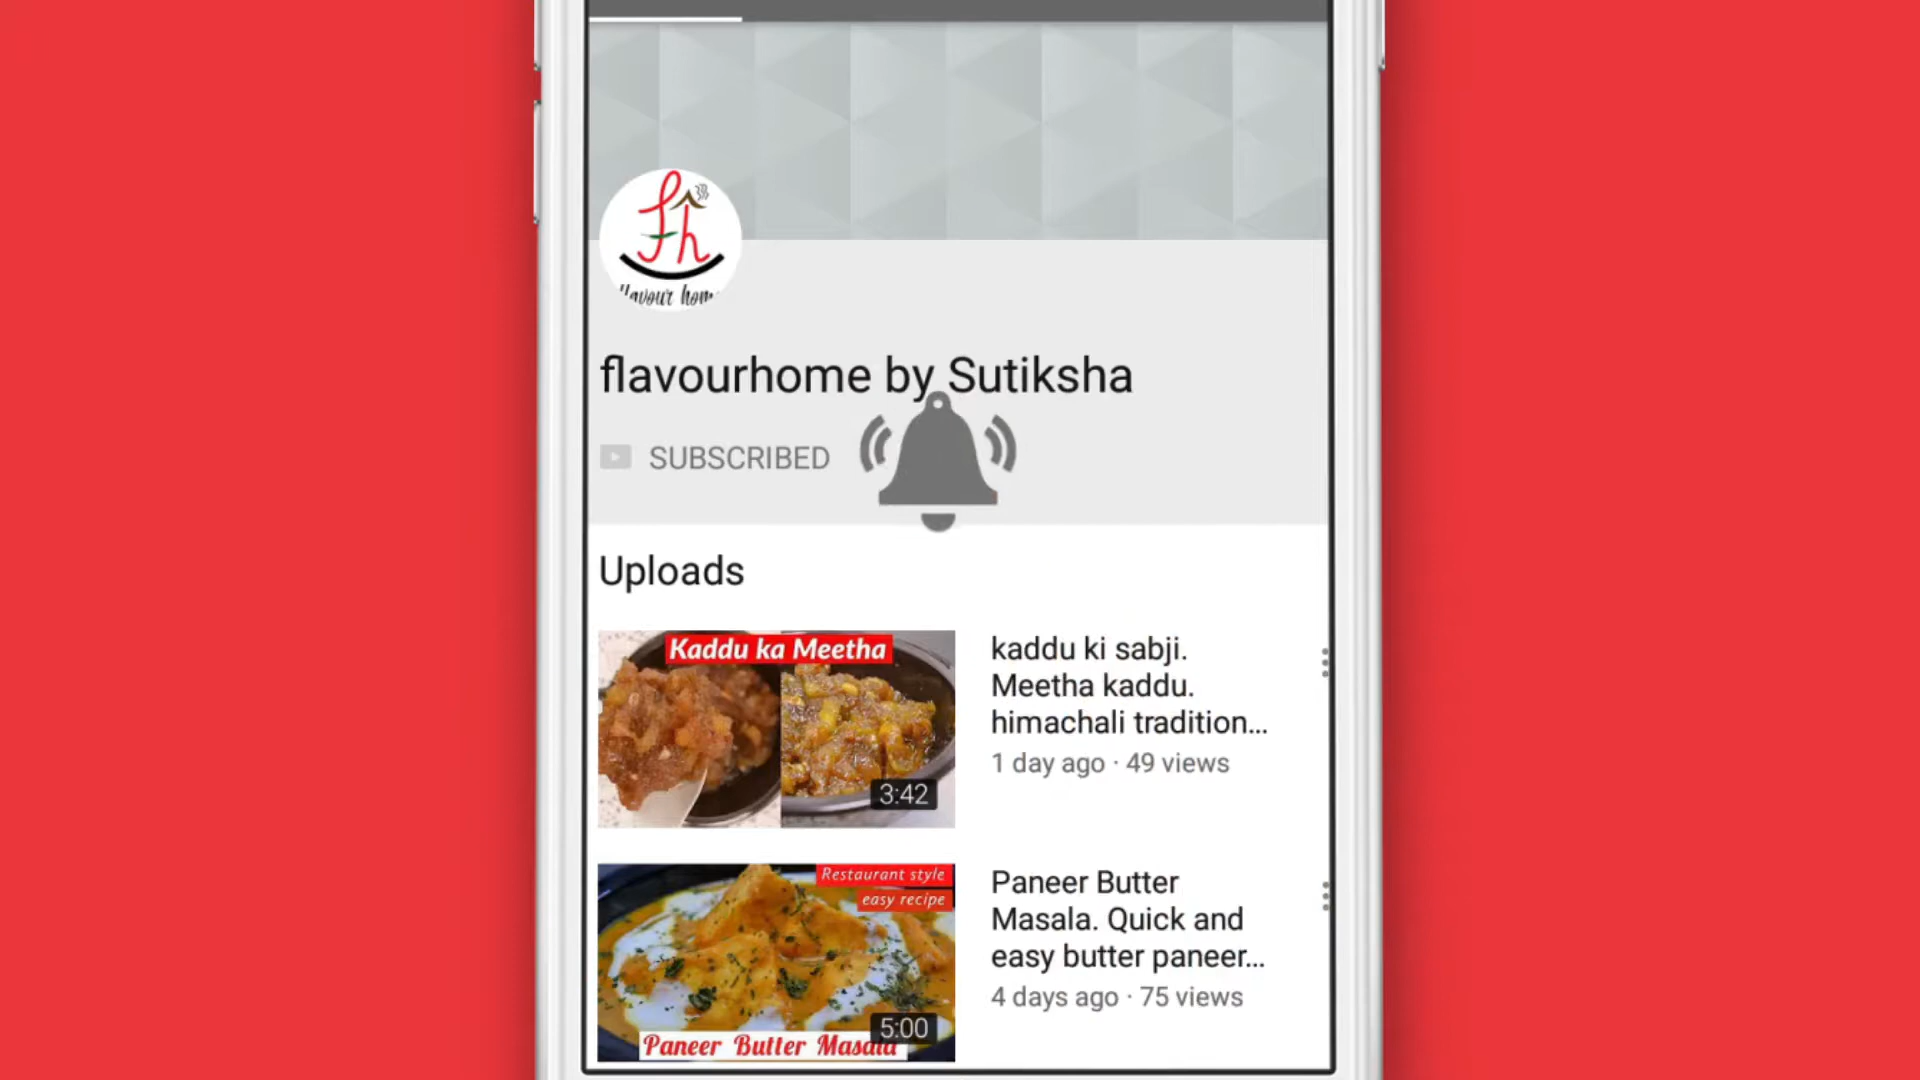 flavour hom
flavourhome by Sutiksha
SUBSCRIBED
Uploads
Kaddu ka Meetha
3:42
kaddu ki sabji.
Meetha kaddu.
himachali tradition...
1 day ago · 49 views
Restaurant style
easy recipe
5:00
Paneer Butter Masala
Paneer Butter
Masala. Quick and
easy butter paneer...
4 days ago · 75 views